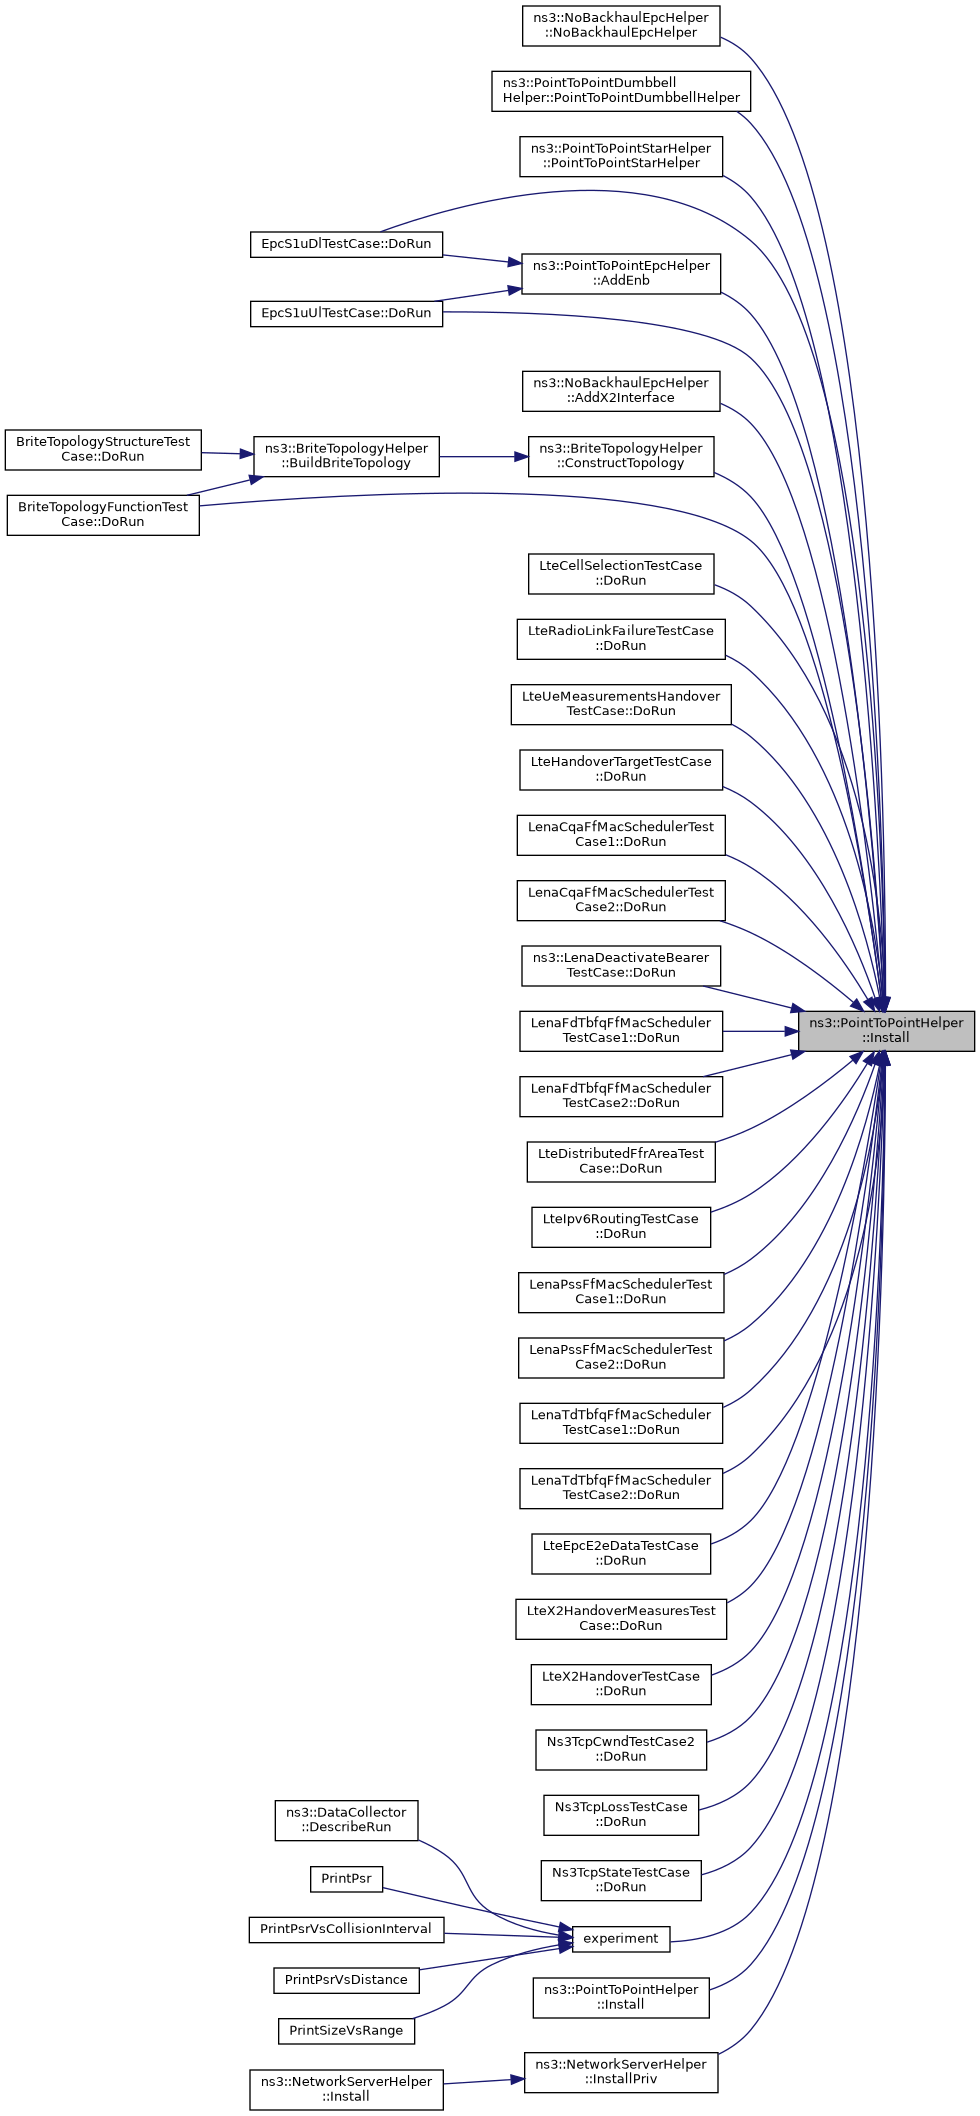 ns3::NoBackhaulEpcHelper
::NoBackhaulEpcHelper
ns3::PointToPointDumbbell
Helper::PointToPointDumbbellHelper
ns3::PointToPointStarHelper
::PointToPointStarHelper
EpcS1uDlTestCase::DoRun
ns3::PointToPointEpcHelper
::AddEnb
EpcS1uUlTestCase::DoRun
ns3::NoBackhaulEpcHelper
::AddX2Interface
BriteTopologyStructureTest
Case::DoRun
ns3::BriteTopologyHelper
::BuildBriteTopology
ns3::BriteTopologyHelper
::ConstructTopology
BriteTopologyFunctionTest
Case::DoRun
LteCellSelectionTestCase
::DoRun
LteRadioLinkFailureTestCase
::DoRun
LteUeMeasurementsHandover
TestCase::DoRun
LteHandoverTargetTestCase
::DoRun
LenaCqaFfMacSchedulerTest
Case1::DoRun
LenaCqaFfMacSchedulerTest
Case2::DoRun
ns3::LenaDeactivateBearer
TestCase::DoRun
LenaFdTbfqFfMacScheduler
TestCase1::DoRun
ns3::PointToPointHelper
::Install
LenaFdTbfqFfMacScheduler
TestCase2::DoRun
LteDistributedFfrAreaTest
Case::DoRun
LteIpv6RoutingTestCase
::DoRun
LenaPssFfMacSchedulerTest
Case1::DoRun
LenaPssFfMacSchedulerTest
Case2::DoRun
LenaTdTbfqFfMacScheduler
TestCase1::DoRun
LenaTdTbfqFfMacScheduler
TestCase2::DoRun
LteEpcE2eDataTestCase
::DoRun
LteX2HandoverMeasuresTest
Case::DoRun
LteX2HandoverTestCase
::DoRun
Ns3TcpCwndTestCase2
::DoRun
Ns3TcpLossTestCase
::DoRun
Ns3TcpStateTestCase
::DoRun
ns3::DataCollector
::DescribeRun
PrintPsr
PrintPsrVsCollisionInterval
experiment
PrintPsrVsDistance
PrintSizeVsRange
ns3::PointToPointHelper
::Install
ns3::NetworkServerHelper
::InstallPriv
ns3::NetworkServerHelper
::Install